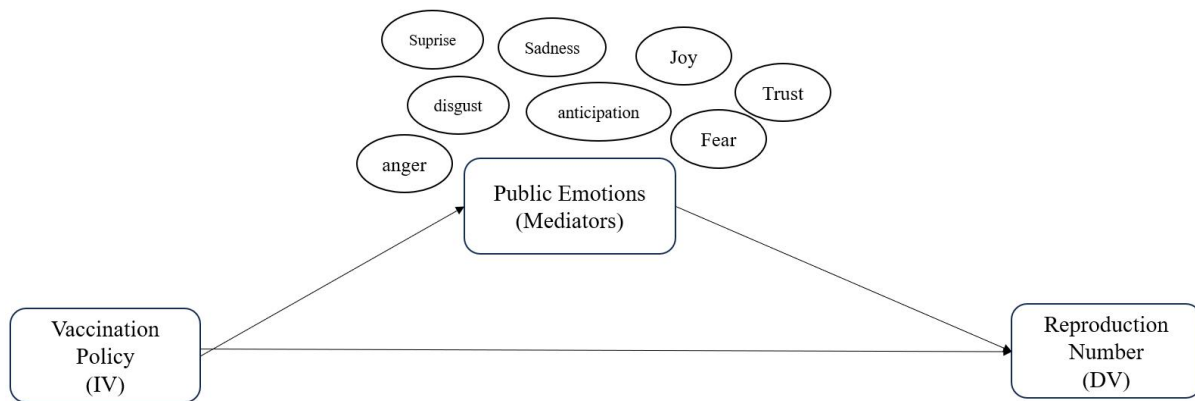 Suprise
Sadness
Joy
Trust
disgust
anticipation
Fear
anger
Public Emotions
(Mediators)
Vaccination
Policy
(IV)
Reproduction
Number
(DV)